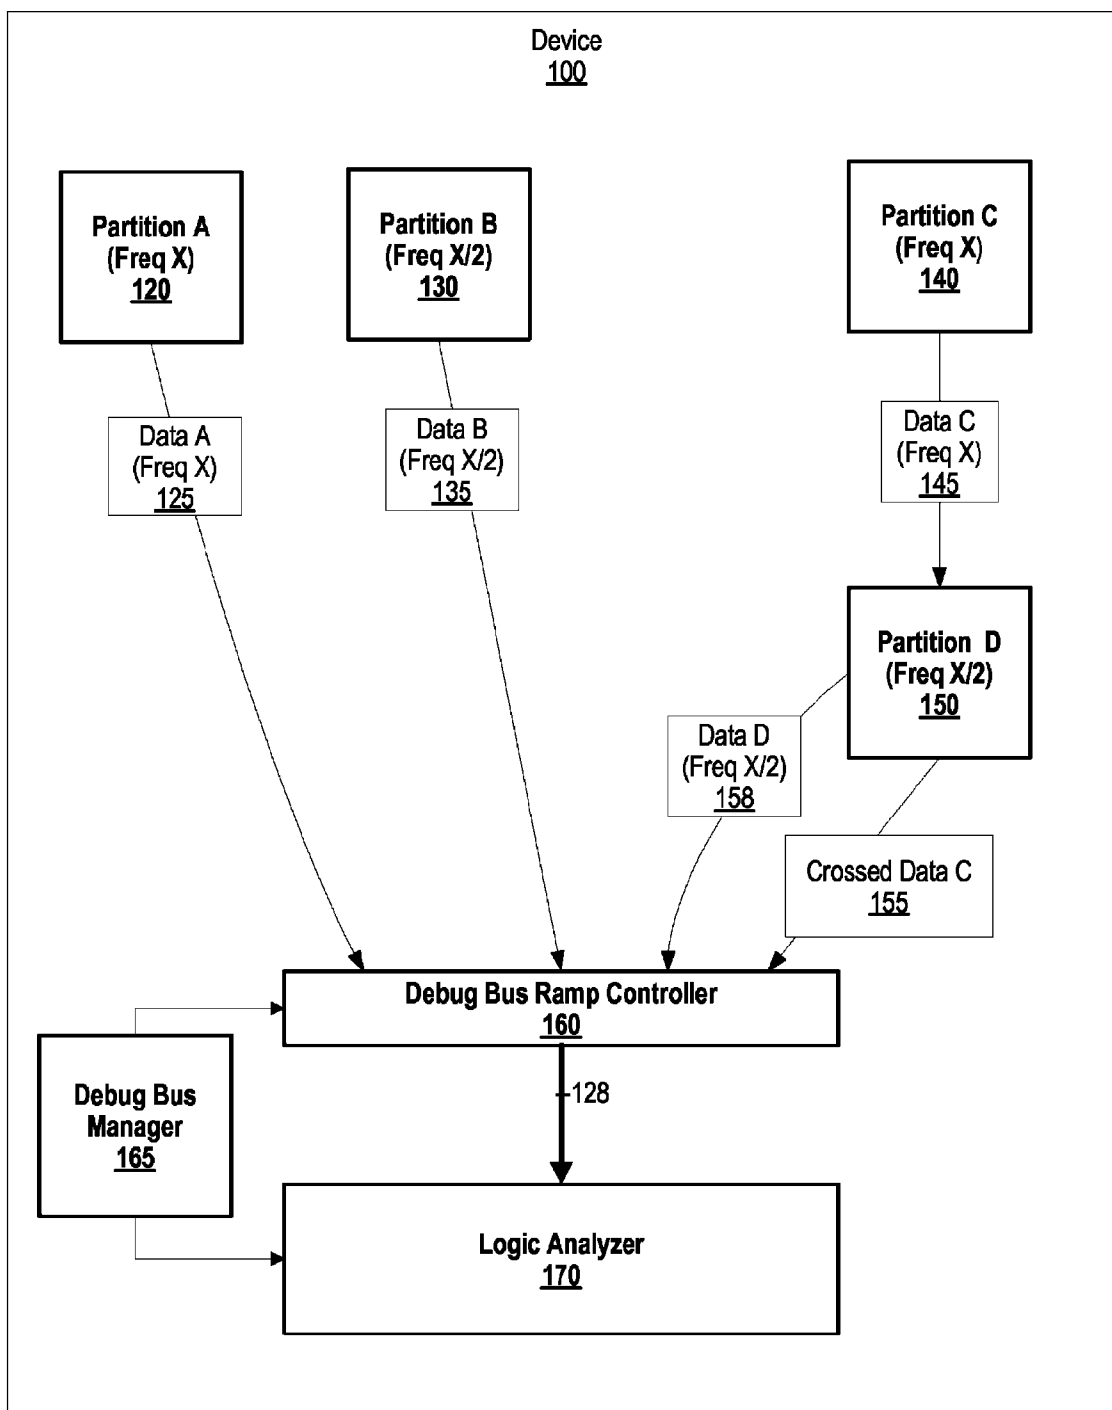 Device
100
Partition A
(Freq X)
120
Partition B
(Freq X/2)
130
Partition C
(Freq X)
140
Data A
(Freq X)
125
Data B
(Freq X/2)
135
Data C
(Freq X)
145
Partition D
(Freq X/2)
150
Data D
(Freq X/2)
158
Crossed Data C
155
Debug Bus Ramp Controller
160
Debug Bus
Manager
165
128
Logic Analyzer
170